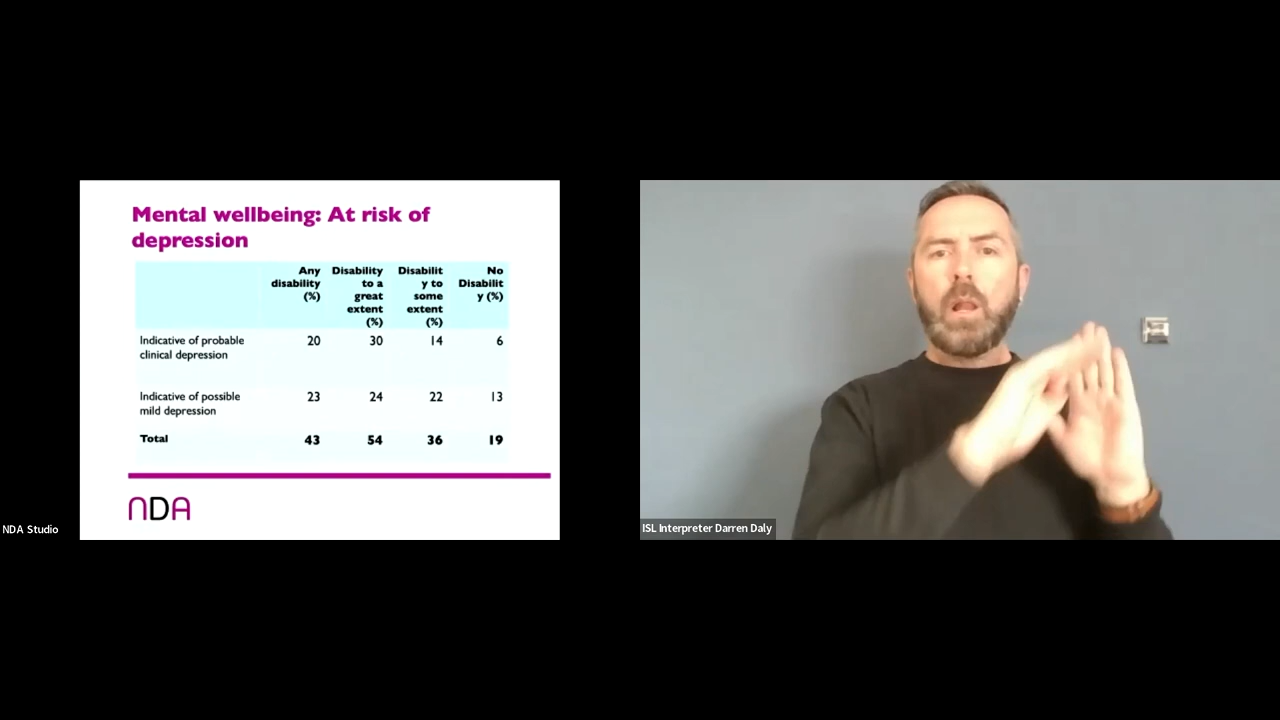 Mental wellbeing: At risk of
depression
Any
disability
(%)
Disability
to a
great
extent
(%)
Disabilit
y to
some
extent
(%)
No
Disabilit
y (%)
Indicative of probable
clinical depression
20 30 14 6
Indicative of possible
mild depression
23 24 22 13
Total 43 54 36 19
NDA
NDA Studio
ISL Interpreter Darren Daly